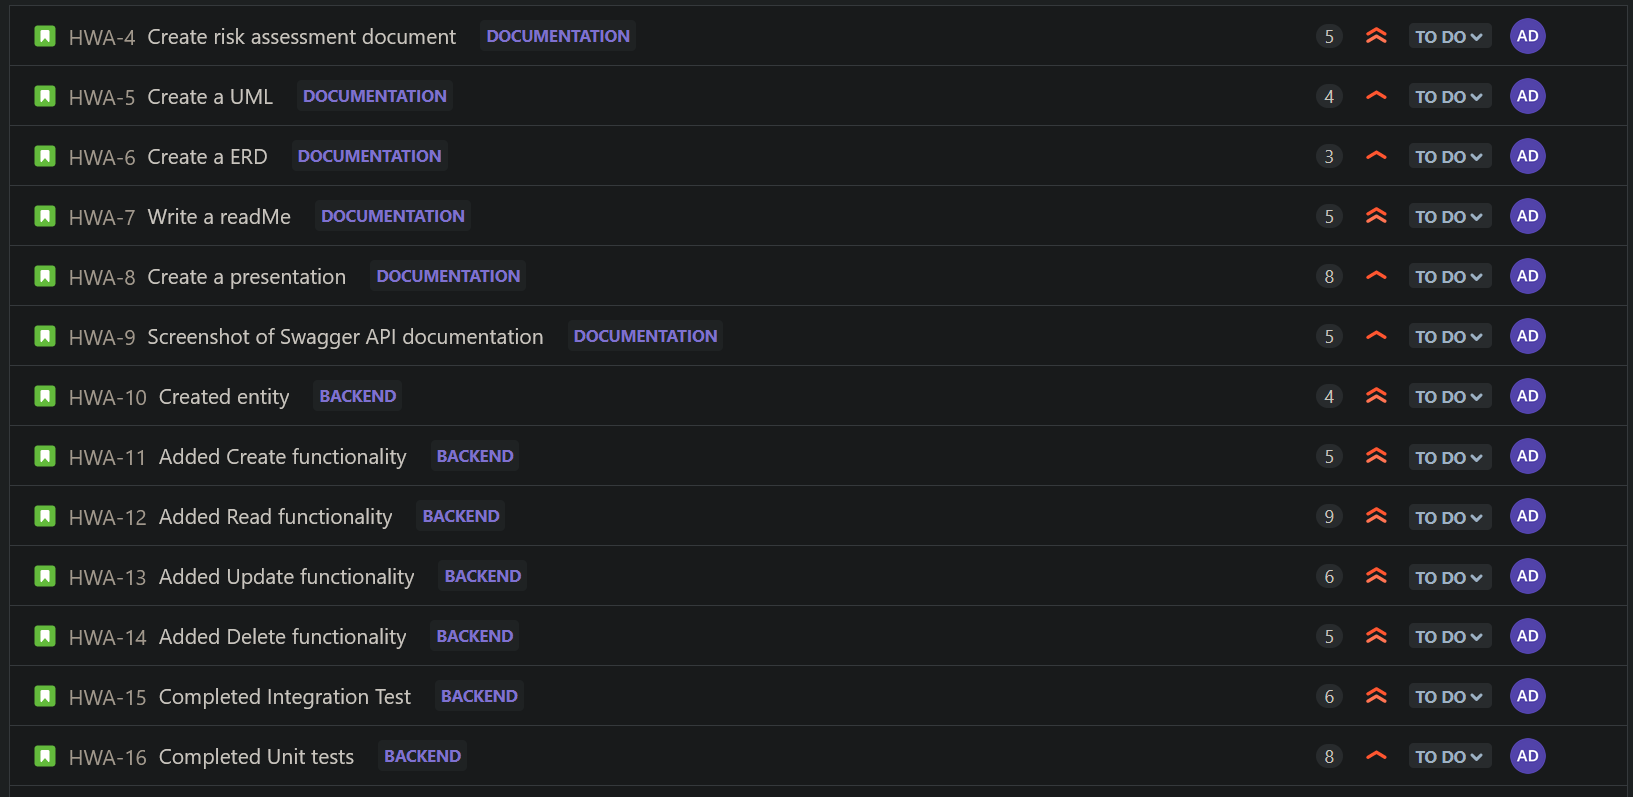 HWA-4 Create risk assessment document DOCUMENTATION 5 TO DO AD
HWA-5 Create a UML DOCUMENTATION 4 TO DO AD
HWA-6 Create a ERD DOCUMENTATION 3 TO DO AD
HWA-7 Write a readMe DOCUMENTATION 5 TO DO AD
HWA-8 Create a presentation DOCUMENTATION 8 TO DO AD
HWA-9 Screenshot of Swagger API documentation DOCUMENTATION 5 TO DO AD
HWA-10 Created entity BACKEND 4 TO DO AD
HWA-11 Added Create functionality BACKEND 5 TO DO AD
HWA-12 Added Read functionality BACKEND 9 TO DO AD
HWA-13 Added Update functionality BACKEND 6 TO DO AD
HWA-14 Added Delete functionality BACKEND 5 TO DO AD
HWA-15 Completed Integration Test BACKEND 6 TO DO AD
HWA-16 Completed Unit tests BACKEND 8 TO DO AD